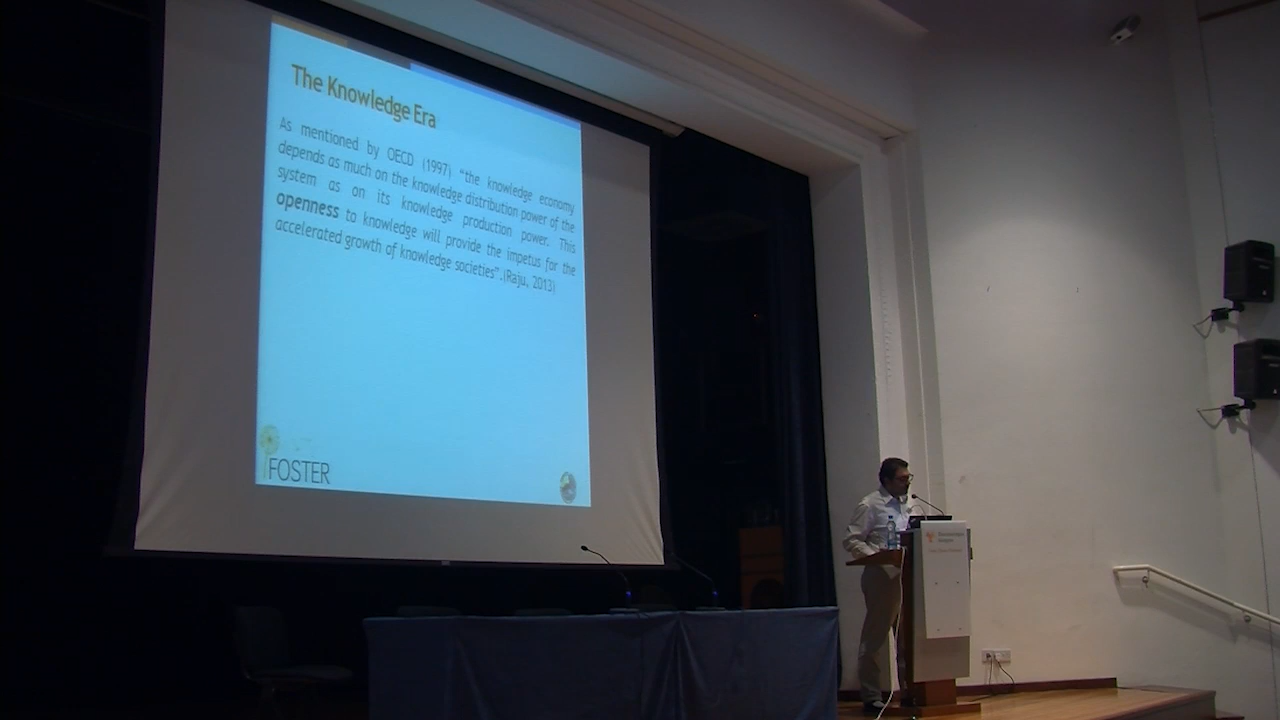 The Knowledge Era
As mentioned by OECD (1997) “the knowledge economy
depends as much on the knowledge distribution power of the
system as on its knowledge production power. This
openness to knowledge will provide the impetus for the
accelerated growth of knowledge societies”.(Raju, 2013)
FOSTER